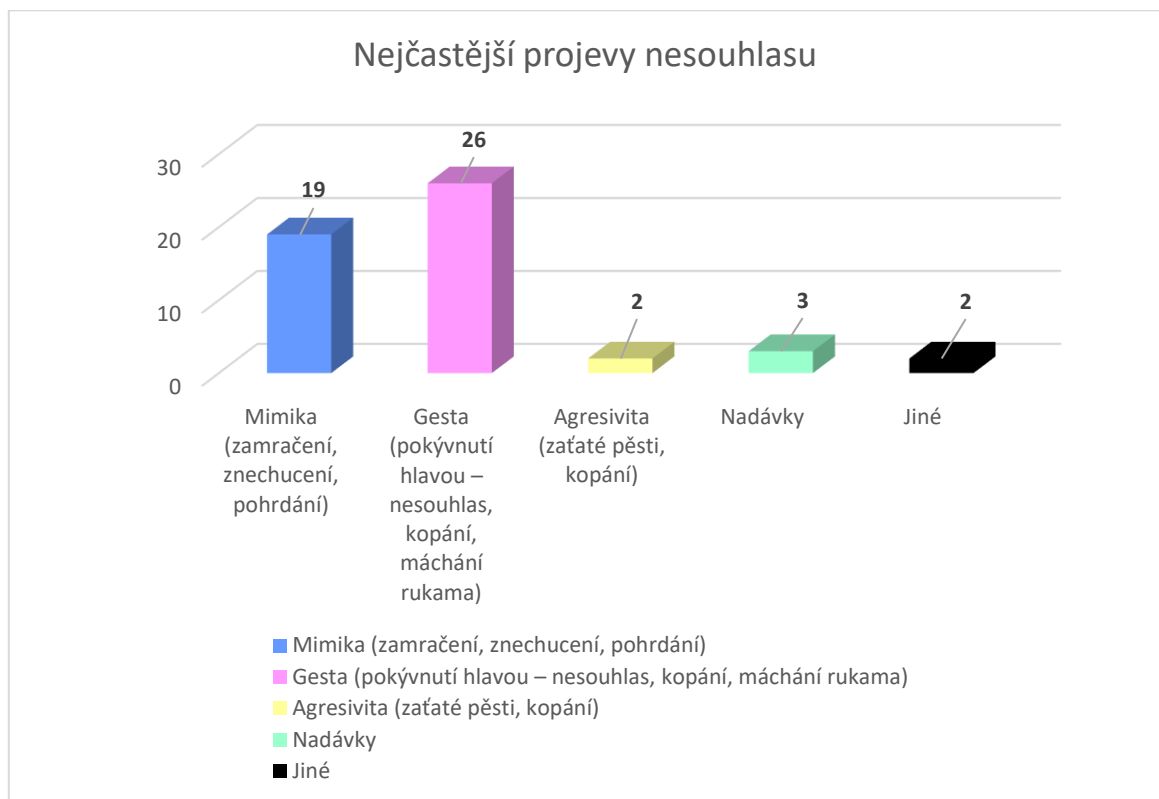 Nejčastější projevy nesouhlasu
30
20
10
0
19
26
2
3
2
Mimika
(zamračení,
znechucení,
pohrdání)
Gesta
(pokývnutí
hlavou –
nesouhlas,
kopání,
máchání
rukama)
Agresivita
(zaťaté pěsti,
kopání)
Nadávky
Jiné
Mimika (zamračení, znechucení, pohrdání)
Gesta (pokývnutí hlavou – nesouhlas, kopání, máchání rukama)
Agresivita (zaťaté pěsti, kopání)
Nadávky
Jiné